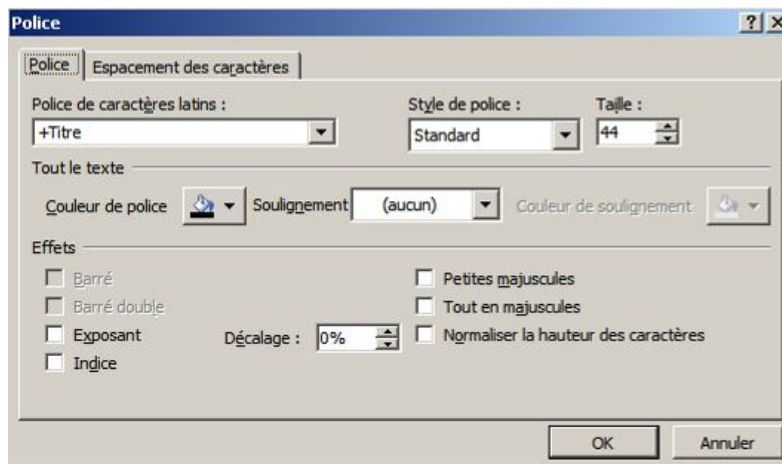 Police
Police Espacement des caractères
Police de caractères latins : Style de police : Taille :
+Titre Standard 44
Tout le texte
Couleur de police Soulignement (aucun) Couleur de soulignement
Effets
Barré Petites majuscules
Barré double Tout en majuscules
Exposant Décalage : 0% Normaliser la hauteur des caractères
Indice
OK Annuler